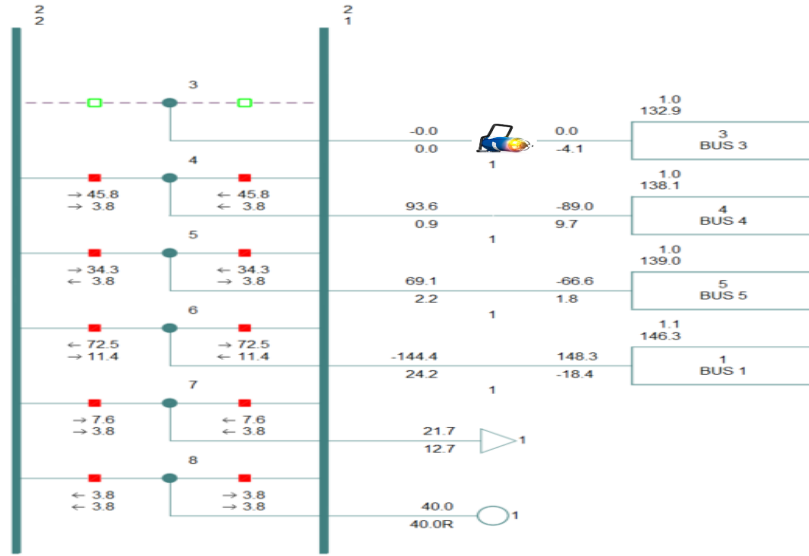 2
2
2
1
3
1.0
132.9
-0.0 0.0
0.0 -4.1
1
3
BUS 3
4
1.0
138.1
→ 45.8 ← 45.8
→ 3.8 ← 3.8
93.6 -89.0
0.9 9.7
1
4
BUS 4
5
1.0
139.0
→ 34.3 ← 34.3
← 3.8 → 3.8
69.1 -66.6
2.2 1.8
1
5
BUS 5
6
1.1
146.3
← 72.5 → 72.5
→ 11.4 ← 11.4
-144.4 148.3
24.2 -18.4
1
1
BUS 1
7
→ 7.6 ← 7.6
→ 3.8 ← 3.8
21.7
12.7
1
8
← 3.8 → 3.8
← 3.8 → 3.8
40.0
40.0R
1